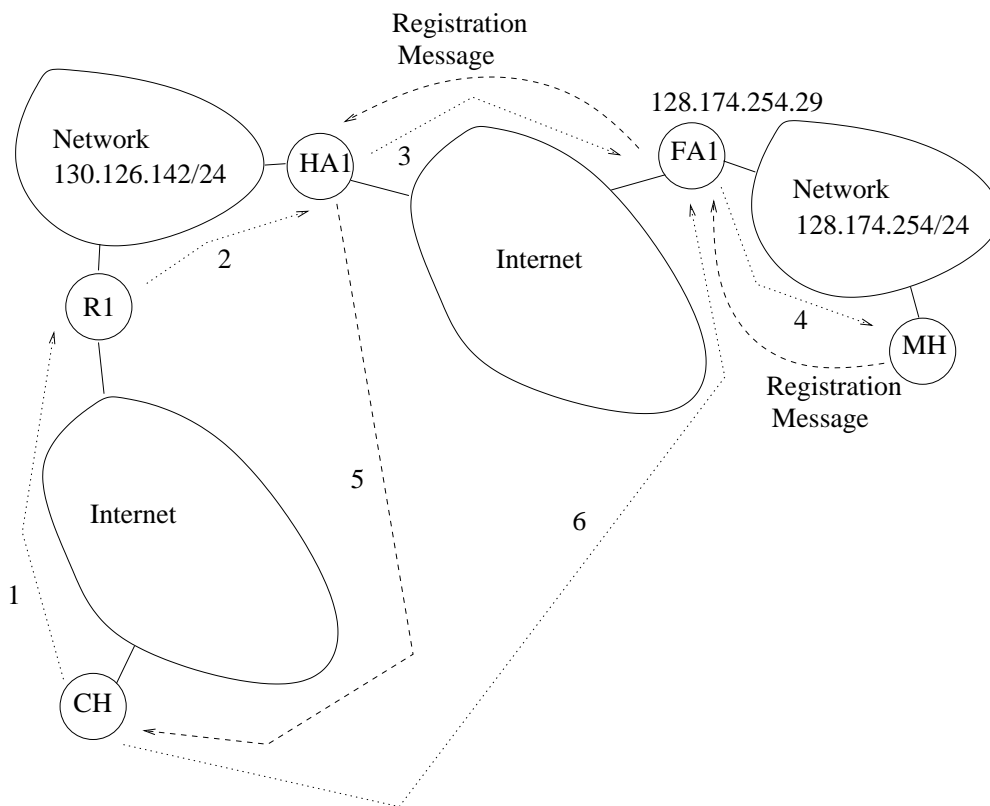 Registration
Message
128.174.254.29
Network
130.126.142/24
HA1
3
FA1
Network
128.174.254/24
2
Internet
R1
4
MH
Registration
Message
5
6
Internet
1
CH